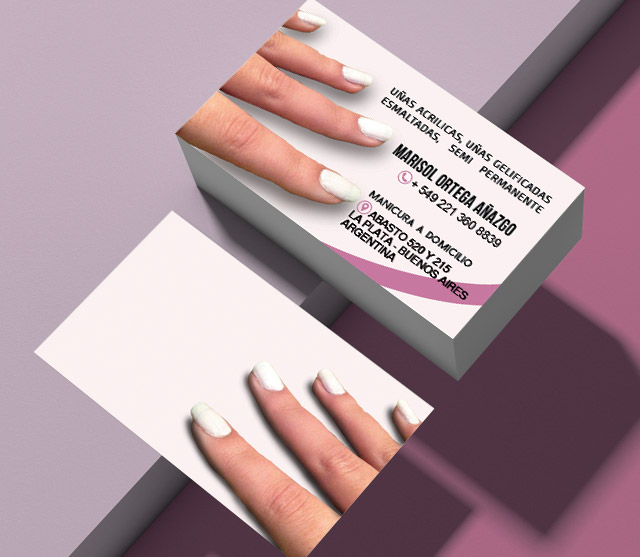 UÑAS ACRILICAS, UÑAS GELIFICADAS
ESMALTADAS, SEMI PERMANENTE
MARISOL ORTEGA AÑAZGO
+ 549 221 360 8839
MANICURA A DOMICILIO
ABASTO 520 Y 215
LA PLATA - BUENOS AIRES
ARGENTINA